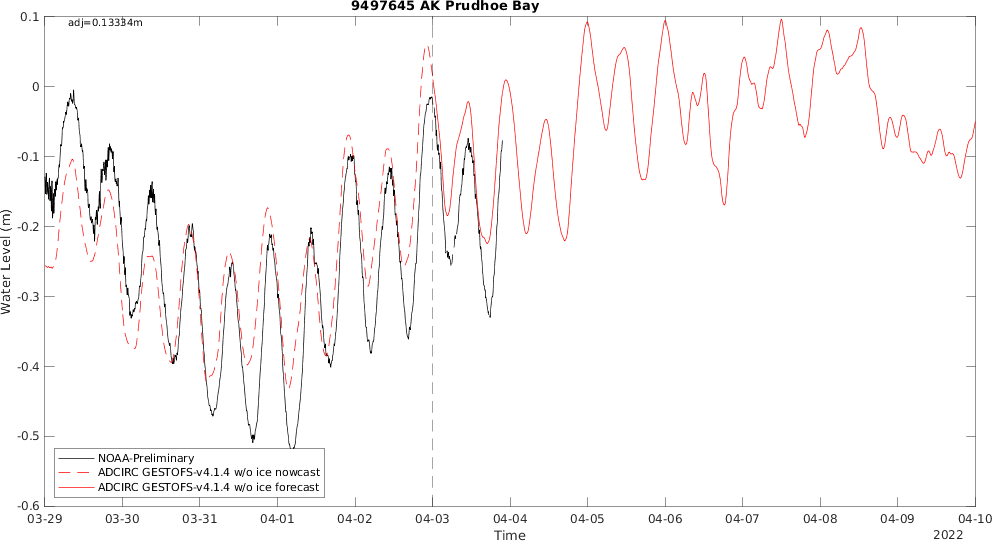 9497645 AK Prudhoe Bay
adj=0.13334m
0.1
0
-0.1
-0.2
-0.3
-0.4
-0.5
-0.6
Water Level (m)
NOAA-Preliminary
ADCIRC GESTOFS-v4.1.4 w/o ice nowcast
ADCIRC GESTOFS-v4.1.4 w/o ice forecast
03-29 03-30 03-31 04-01 04-02 04-03 04-04 04-05 04-06 04-07 04-08 04-09 04-10
Time
2022